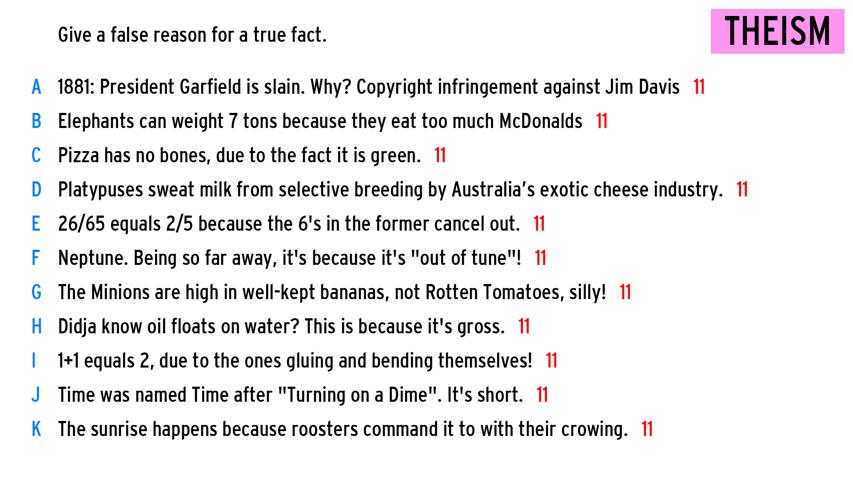 Give a false reason for a true fact.
THEISM
A 1881: President Garfield is slain. Why? Copyright infringement against Jim Davis 11
B Elephants can weight 7 tons because they eat too much McDonalds 11
C Pizza has no bones, due to the fact it is green. 11
D Platypuses sweat milk from selective breeding by Australia's exotic cheese industry. 11
E 26/65 equals 2/5 because the 6's in the former cancel out. 11
F Neptune. Being so far away, it's because it's "out of tune"! 11
G The Minions are high in well-kept bananas, not Rotten Tomatoes, silly! 11
H Didja know oil floats on water? This is because it's gross. 11
I 1+1 equals 2, due to the ones gluing and bending themselves! 11
J Time was named Time after "Turning on a Dime". It's short. 11
K The sunrise happens because roosters command it to with their crowing. 11